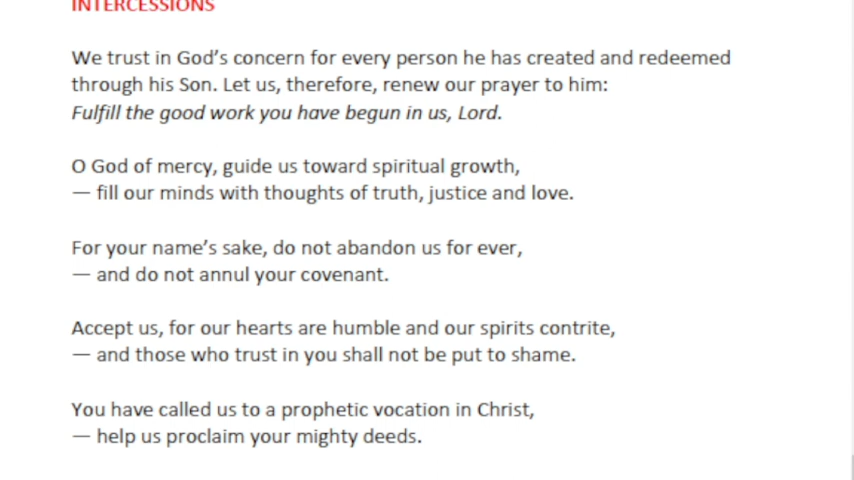 INTERCESSIONS
We trust in God's concern for every person he has created and redeemed
through his Son. Let us, therefore, renew our prayer to him:
Fulfill the good work you have begun in us, Lord.
O God of mercy, guide us toward spiritual growth,
— fill our minds with thoughts of truth, justice and love.
For your name's sake, do not abandon us for ever,
— and do not annul your covenant.
Accept us, for our hearts are humble and our spirits contrite,
— and those who trust in you shall not be put to shame.
You have called us to a prophetic vocation in Christ,
— help us proclaim your mighty deeds.